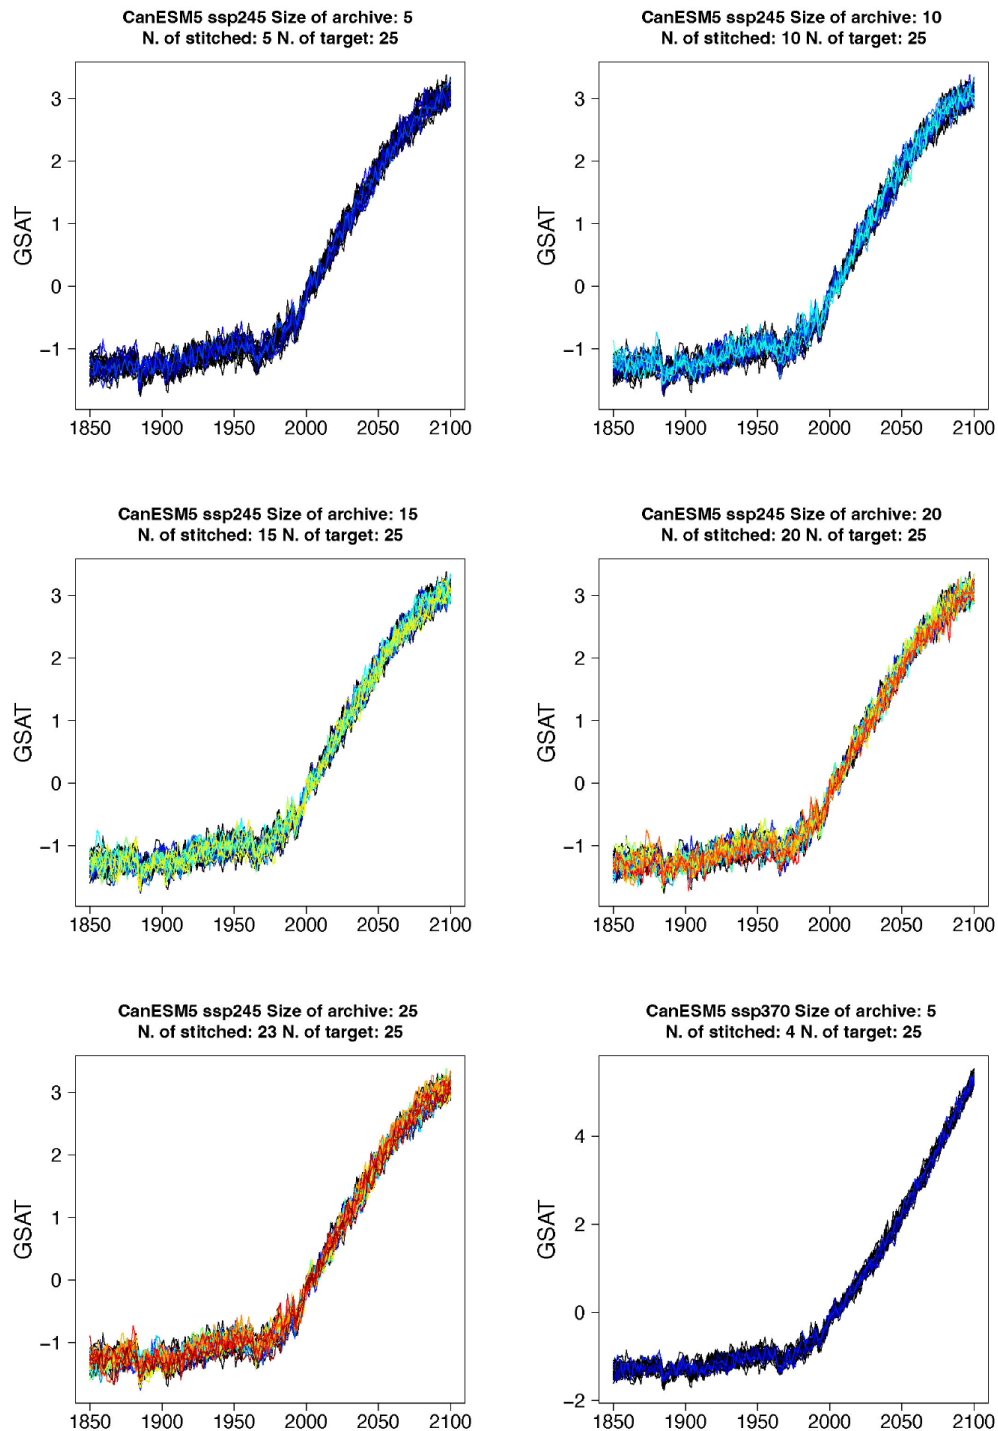 CanESM5 ssp245 Size of archive: 5
N. of stitched: 5 N. of target: 25
GSAT
3
2
1
0
−1
1850 1900 1950 2000 2050 2100
CanESM5 ssp245 Size of archive: 10
N. of stitched: 10 N. of target: 25
GSAT
3
2
1
0
−1
1850 1900 1950 2000 2050 2100
CanESM5 ssp245 Size of archive: 15
N. of stitched: 15 N. of target: 25
GSAT
3
2
1
0
−1
1850 1900 1950 2000 2050 2100
CanESM5 ssp245 Size of archive: 20
N. of stitched: 20 N. of target: 25
GSAT
3
2
1
0
−1
1850 1900 1950 2000 2050 2100
CanESM5 ssp245 Size of archive: 25
N. of stitched: 23 N. of target: 25
GSAT
3
2
1
0
−1
1850 1900 1950 2000 2050 2100
CanESM5 ssp370 Size of archive: 5
N. of stitched: 4 N. of target: 25
GSAT
4
2
0
−2
1850 1900 1950 2000 2050 2100